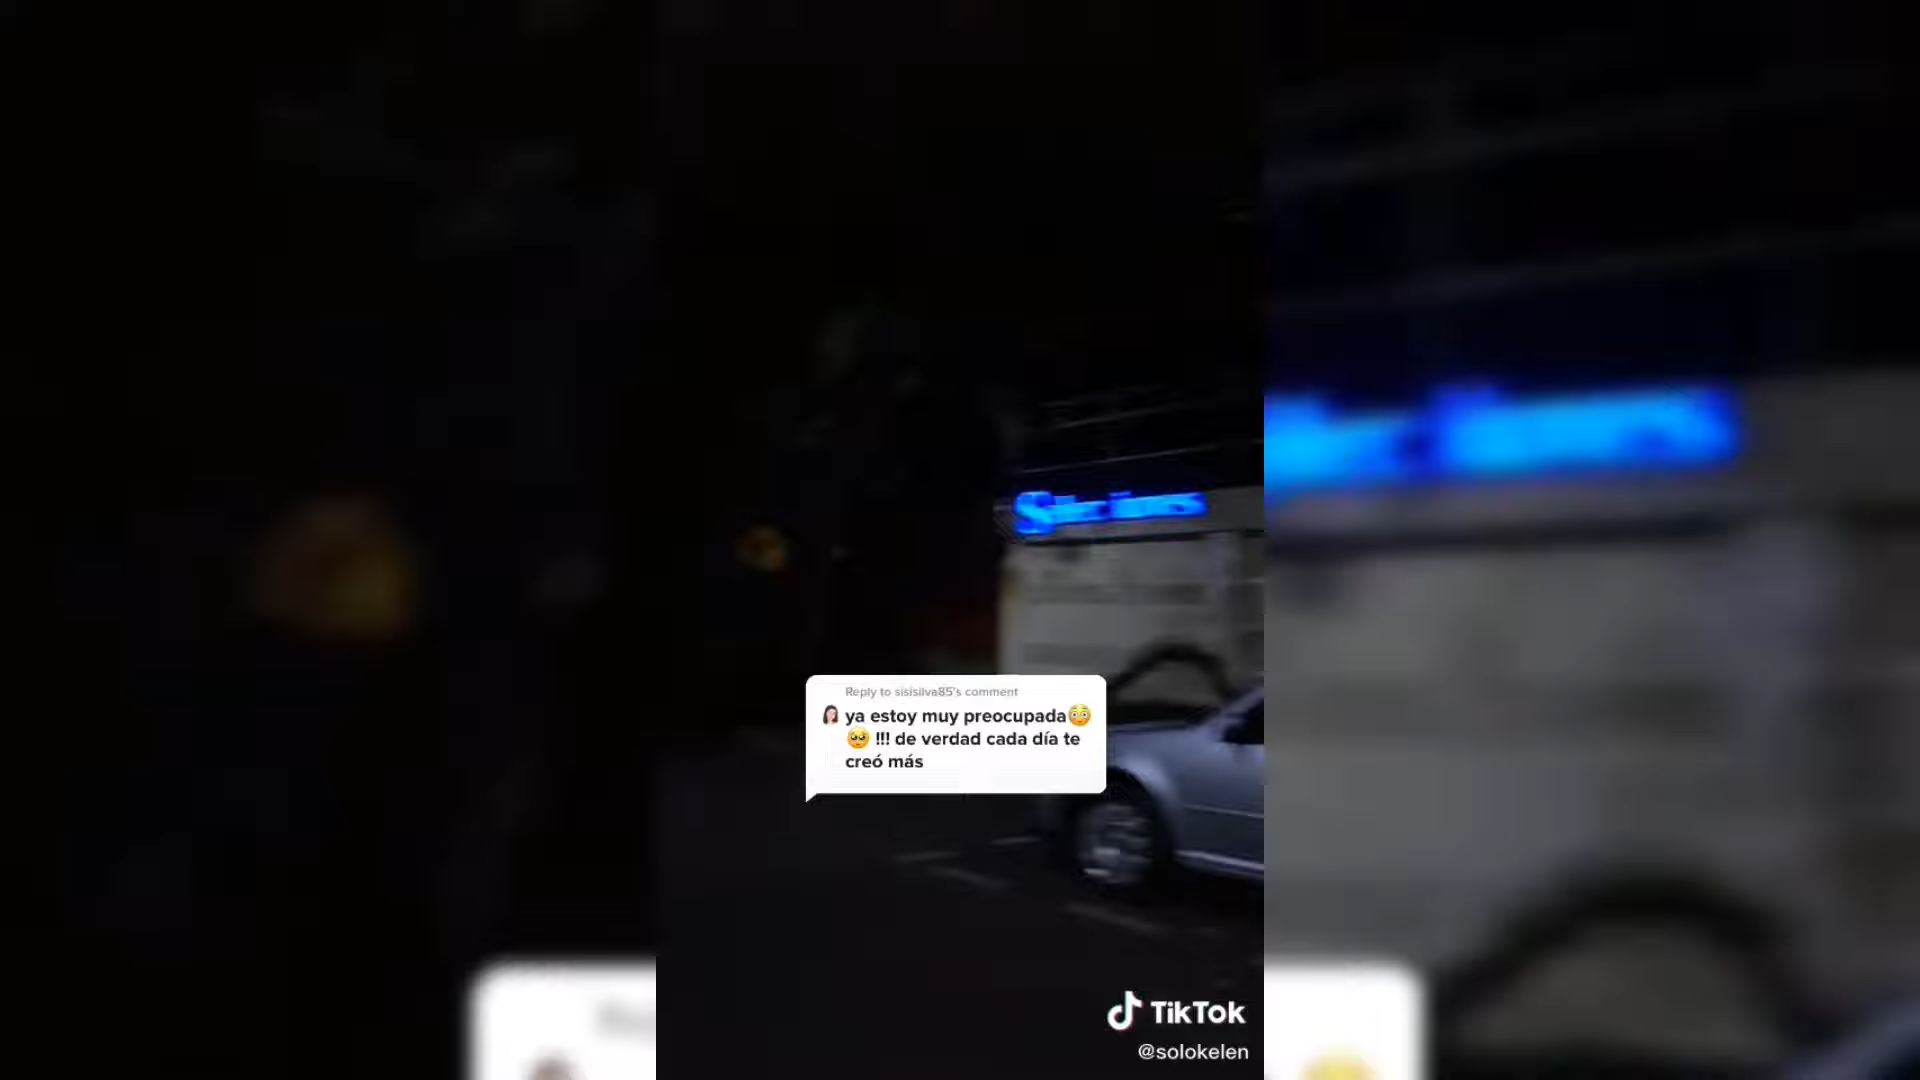 Reply to sisisilva85's comment
ya estoy muy preocupada😳
🥺 !!! de verdad cada día te
creó más
TikTok
@solokelen